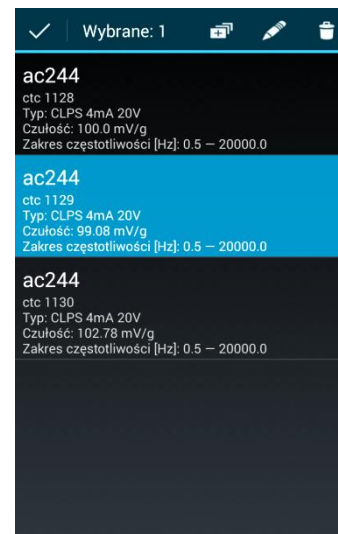 Wybrane: 1
ac244
ctc 1128
Typ: CLPS 4mA 20V
Czułość: 100.0 mV/g
Zakres częstotliwości [Hz]: 0.5 — 20000.0
ac244
ctc 1129
Typ: CLPS 4mA 20V
Czułość: 99.08 mV/g
Zakres częstotliwości [Hz]: 0.5 — 20000.0
ac244
ctc 1130
Typ: CLPS 4mA 20V
Czułość: 102.78 mV/g
Zakres częstotliwości [Hz]: 0.5 — 20000.0